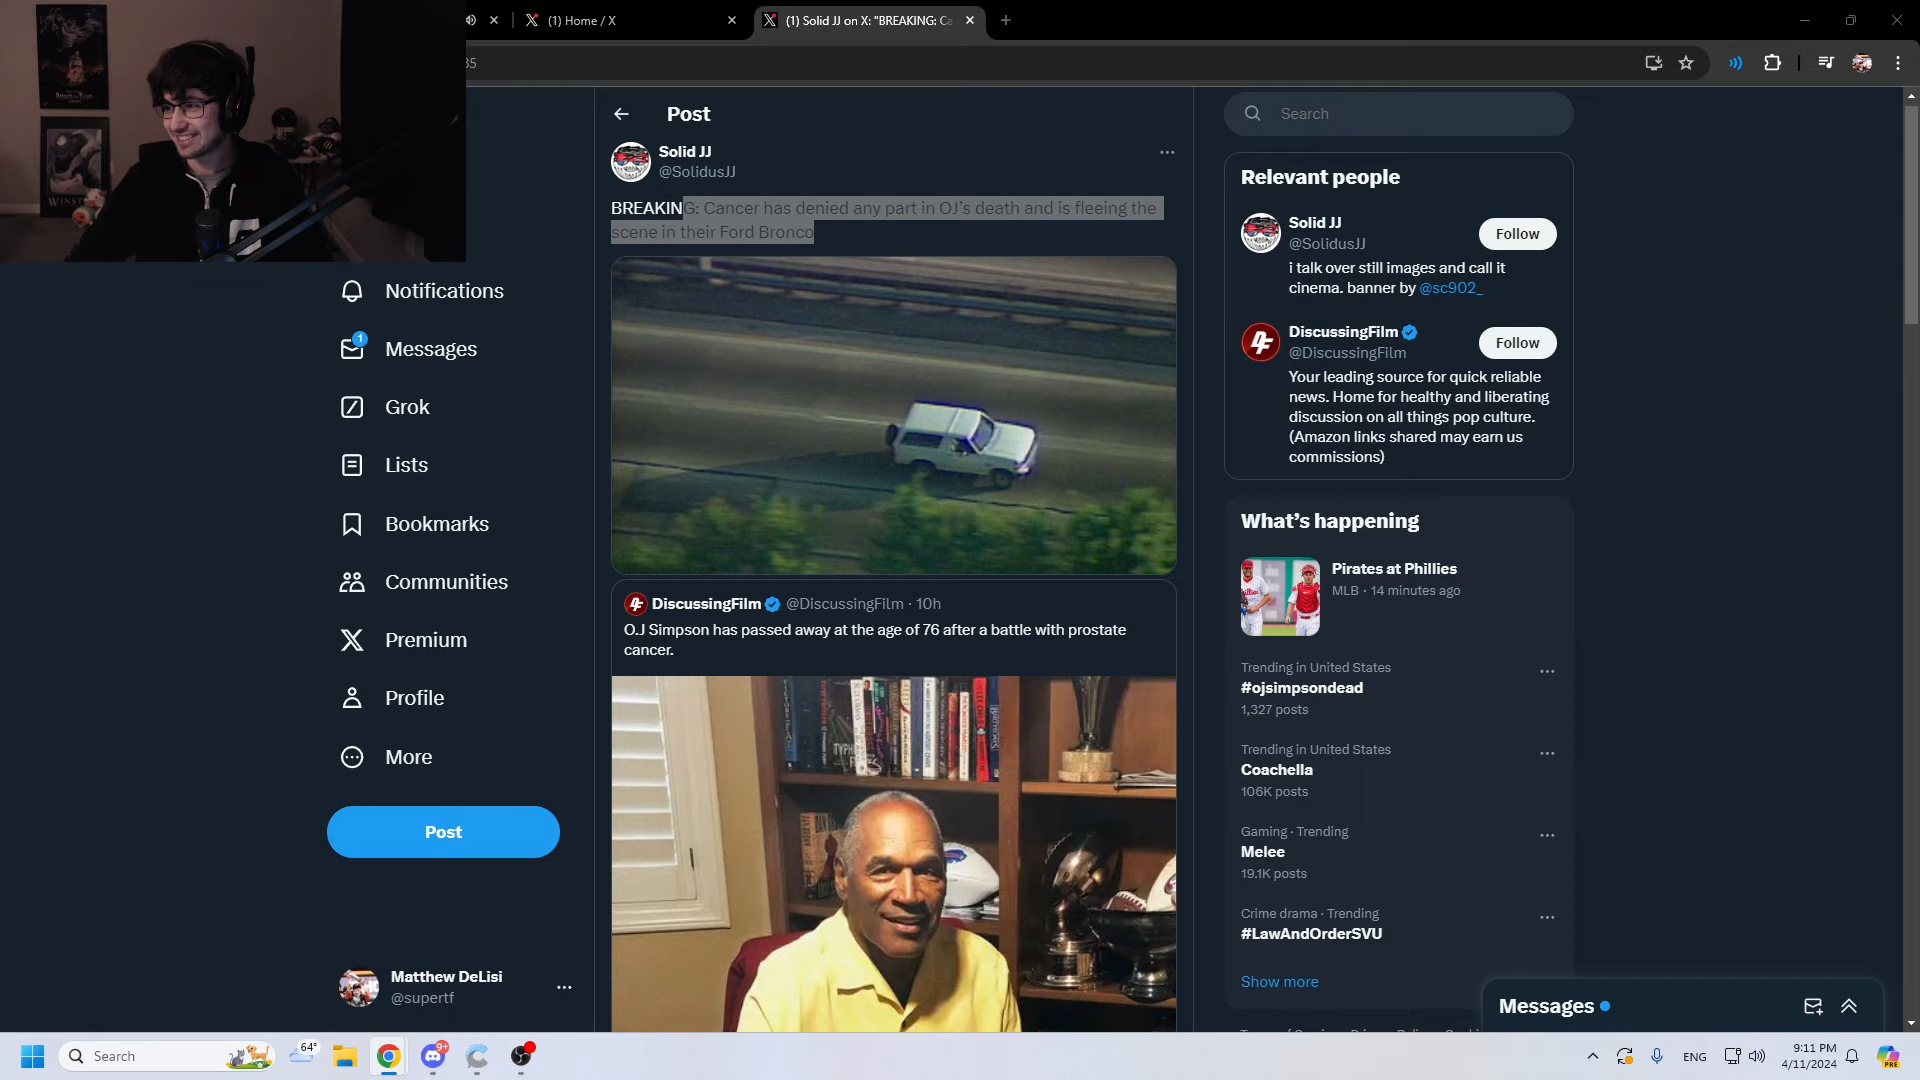 (1) Home / X
(1) Solid JJ on X: "BREAKING: Ca
35
WINST
Post
Search
Solid JJ
@SolidusJJ
BREAKING: Cancer has denied any part in OJ's death and is fleeing the
scene in their Ford Bronco
Notifications
1
Messages
Grok
Lists
Bookmarks
Communities
Premium
Profile
More
Post
Matthew DeLisi
@supertf
DiscussingFilm @DiscussingFilm · 10h
O.J Simpson has passed away at the age of 76 after a battle with prostate
cancer.
Relevant people
Solid JJ
@SolidusJJ
Follow
i talk over still images and call it
cinema. banner by @sc902_
DiscussingFilm
@DiscussingFilm
Follow
Your leading source for quick reliable
news. Home for healthy and liberating
discussion on all things pop culture.
(Amazon links shared may earn us
commissions)
What's happening
Pirates at Phillies
MLB · 14 minutes ago
Trending in United States
#ojsimpsondead
1,327 posts
Trending in United States
Coachella
106K posts
Gaming · Trending
Melee
19.1K posts
Crime drama · Trending
#LawAndOrderSVU
Show more
Messages
Search
64°
9+
ENG
9:11 PM
4/11/2024
PRE